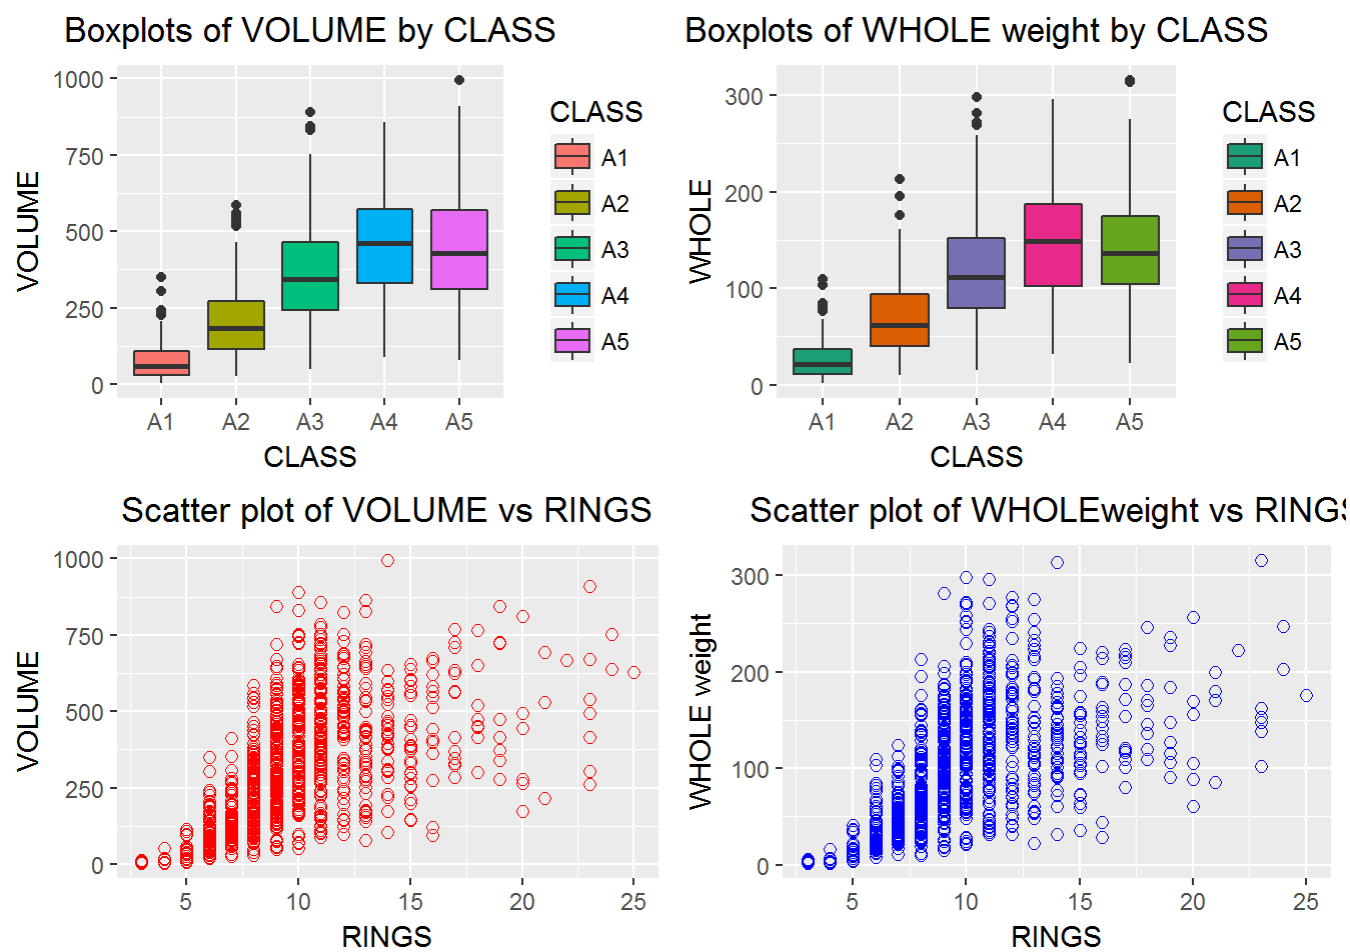 Boxplots of VOLUME by CLASS
1000
750
500
250
0
VOLUME
A1 A2 A3 A4 A5
CLASS
CLASS
A1
A2
A3
A4
A5
Boxplots of WHOLE weight by CLASS
300
200
100
0
WHOLE
A1 A2 A3 A4 A5
CLASS
CLASS
A1
A2
A3
A4
A5
Scatter plot of VOLUME vs RINGS
1000
750
500
250
0
VOLUME
5 10 15 20 25
RINGS
Scatter plot of WHOLEweight vs RINGS
300
200
100
0
WHOLE weight
5 10 15 20 25
RINGS